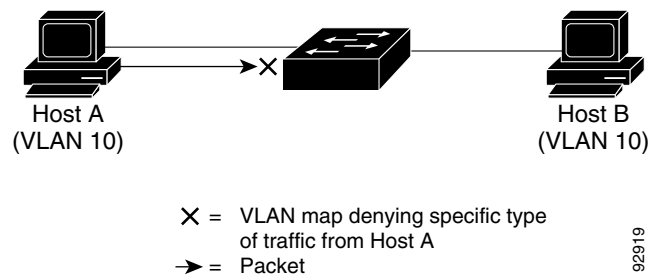 Host A
(VLAN 10)
Host B
(VLAN 10)
= VLAN map denying specific type
of traffic from Host A
= Packet
92919